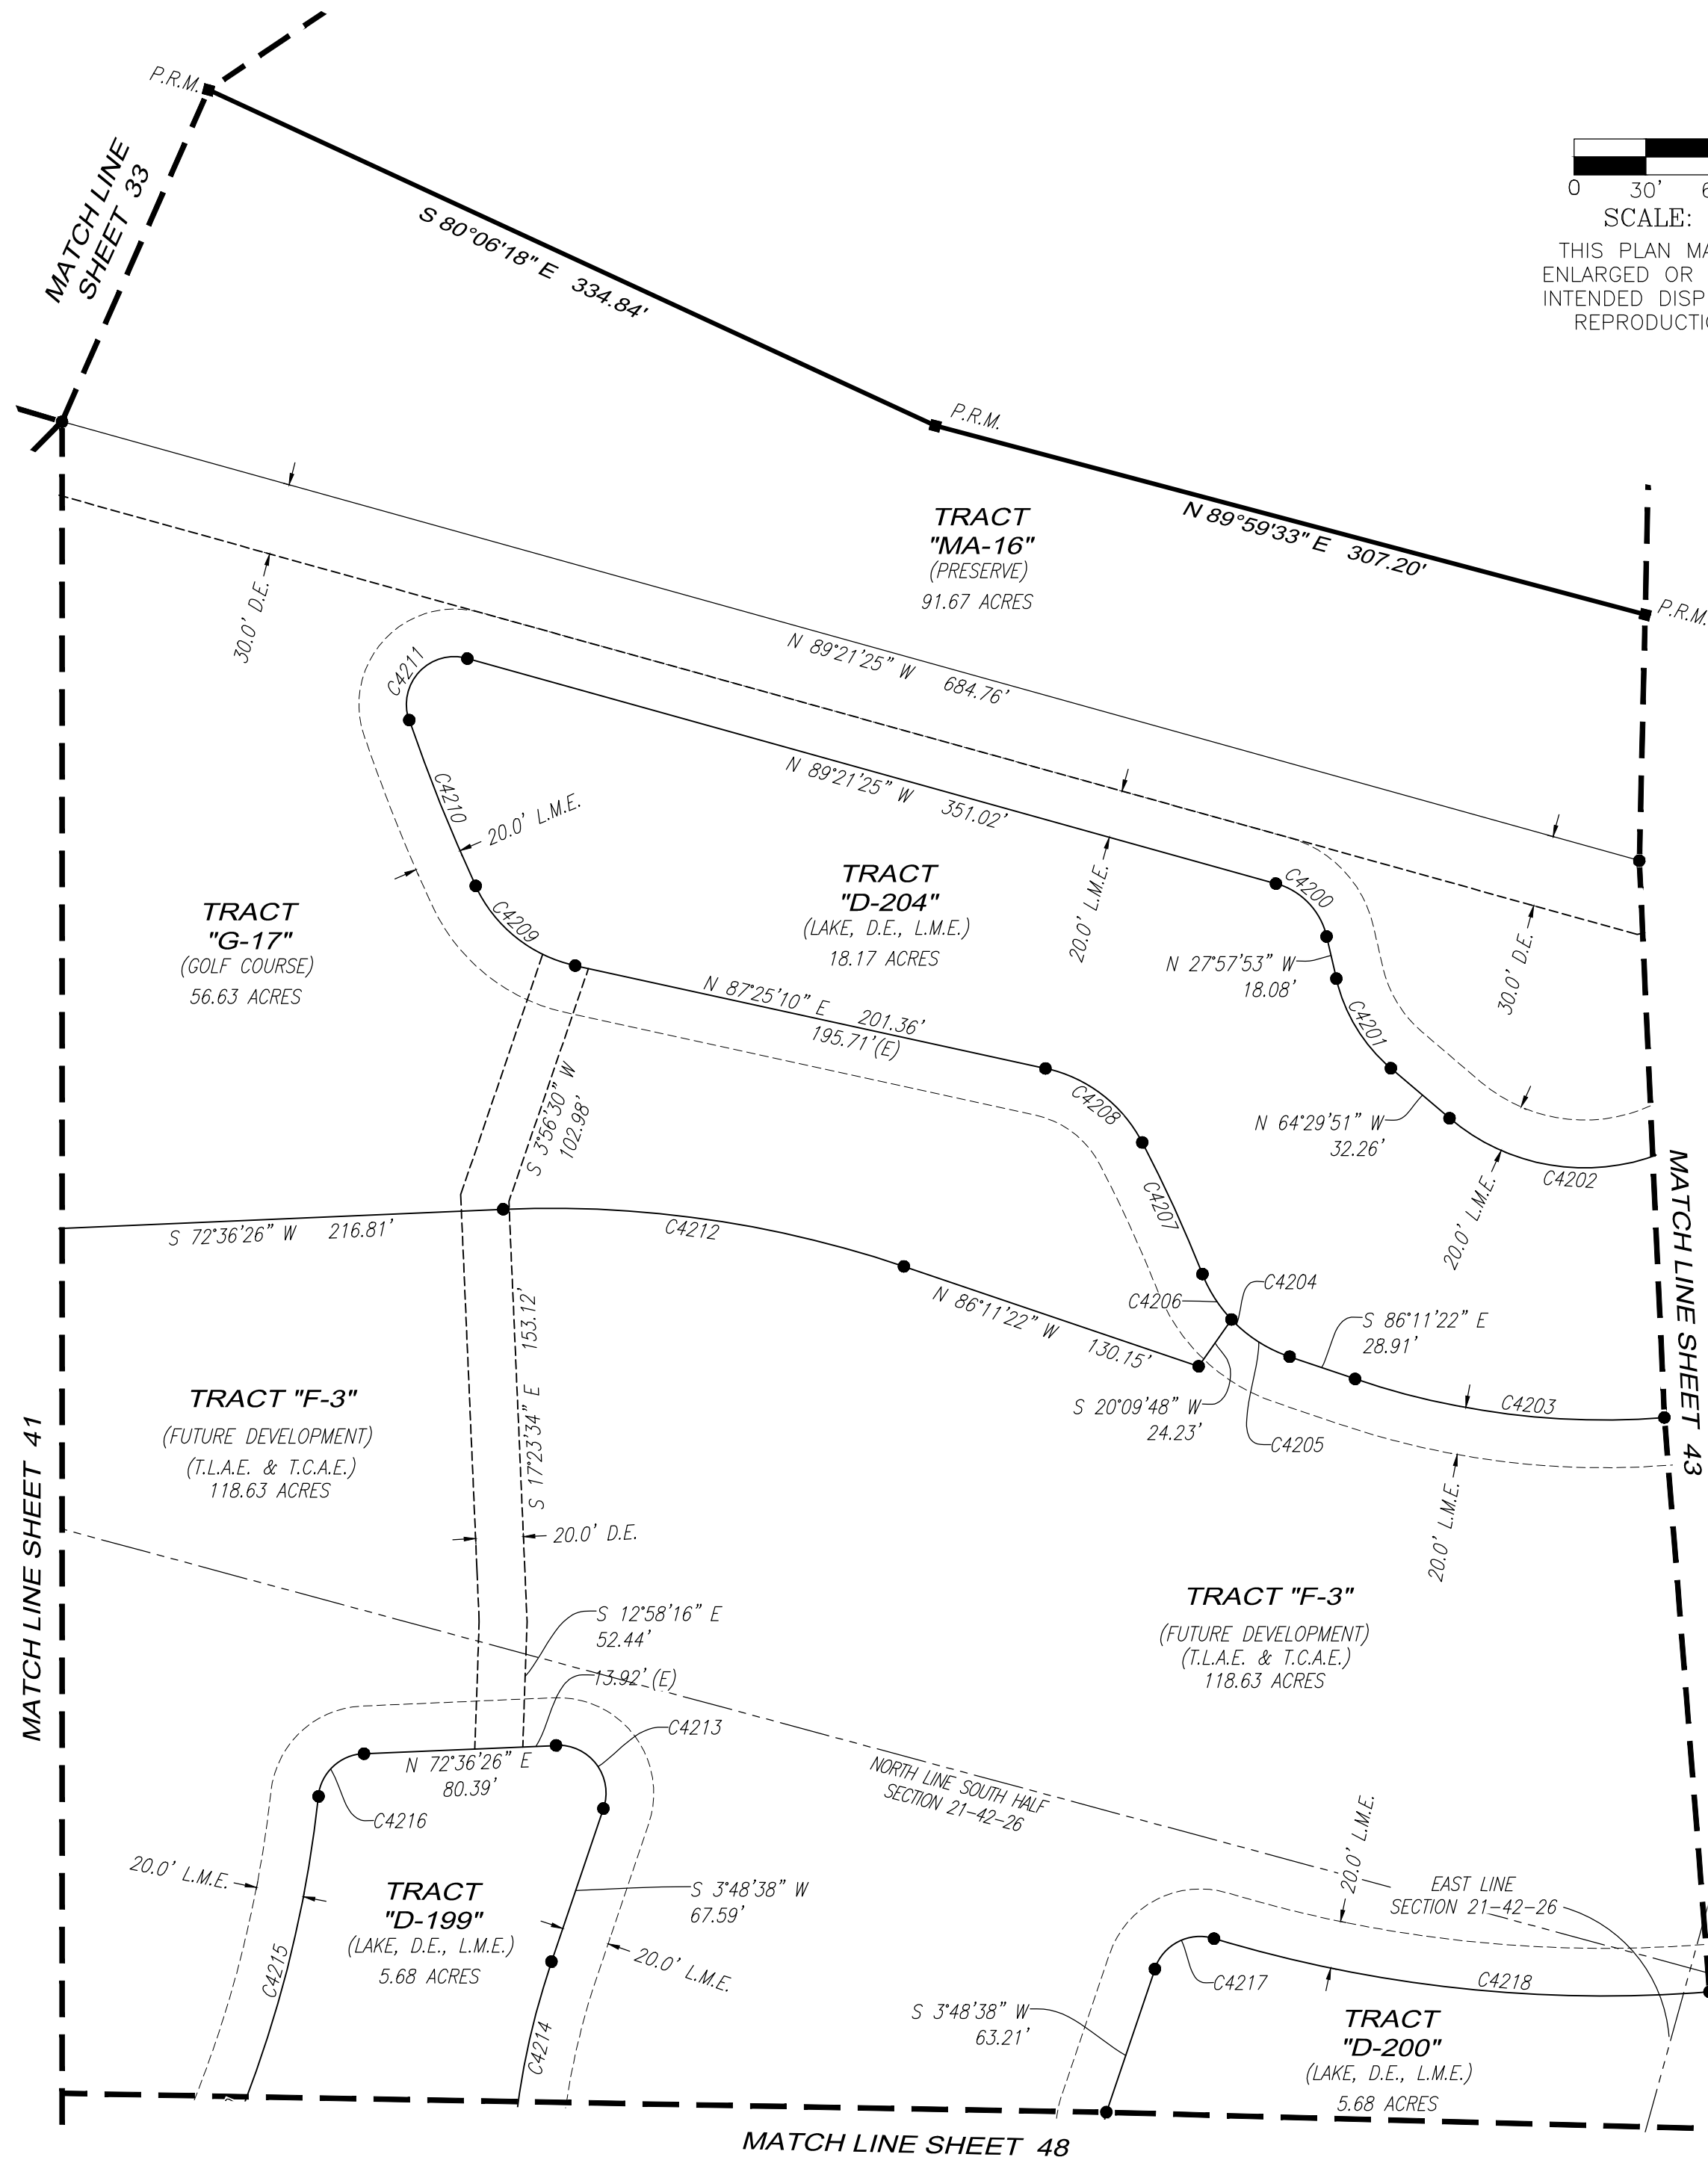 P.R.M.
MATCH LINE
SHEET 33
S 80°06'18" E 334.84'
P.R.M.
0 30'
SCALE:
THIS PLAN
ENLARGED OR
INTENDED
N 89°59'33" E 307.20'
P.R.M.
TRACT
"MA-16"
(PRESERVE)
91.67 ACRES
30.0' D.E.
N 89°21'25" W 684.76'
C4211
N 89°21'25" W 351.02'
C4210
20.0' L.M.E.
TRACT
"D-204"
(LAKE, D.E., L.M.E.)
18.17 ACRES
20.0' L.M.E.
C4200
TRACT
"G-17"
(GOLF COURSE)
56.63 ACRES
C4209
N 27°57'53" W
18.08'
30.0' D.E.
N 87°25'10" E 201.36'
195.71'(E)
C4201
S 3°56'30" W
102.98'
C4208
N 64°29'51" W
32.26'
C4202
C4207
20.0' L.M.E.
S 72°36'26" W 216.81'
C4212
C4204
C4206
N 86°11'22" W 130.15'
S 86°11'22" E
28.91'
MATCH LINE SHEET 43
S 17°23'34" E 153.12'
S 20°09'48" W
24.23'
C4203
C4205
TRACT "F-3"
(FUTURE DEVELOPMENT)
(T.L.A.E. & T.C.A.E.)
118.63 ACRES
MATCH LINE SHEET 41
20.0' D.E.
20.0' L.M.E.
TRACT "F-3"
(FUTURE DEVELOPMENT)
(T.L.A.E. & T.C.A.E.)
118.63 ACRES
S 12°58'16" E
52.44'
13.92' (E)
C4213
N 72°36'26" E
80.39'
C4216
NORTH LINE SOUTH HALF
SECTION 21-42-26
20.0' L.M.E.
20.0' L.M.E.
EAST LINE
SECTION 21-42-26
TRACT
"D-199"
(LAKE, D.E., L.M.E.)
5.68 ACRES
S 3°48'38" W
67.59'
C4215
20.0' L.M.E.
C4214
C4217
C4218
S 3°48'38" W
63.21'
TRACT
"D-200"
(LAKE, D.E., L.M.E.)
5.68 ACRES
MATCH LINE SHEET 48